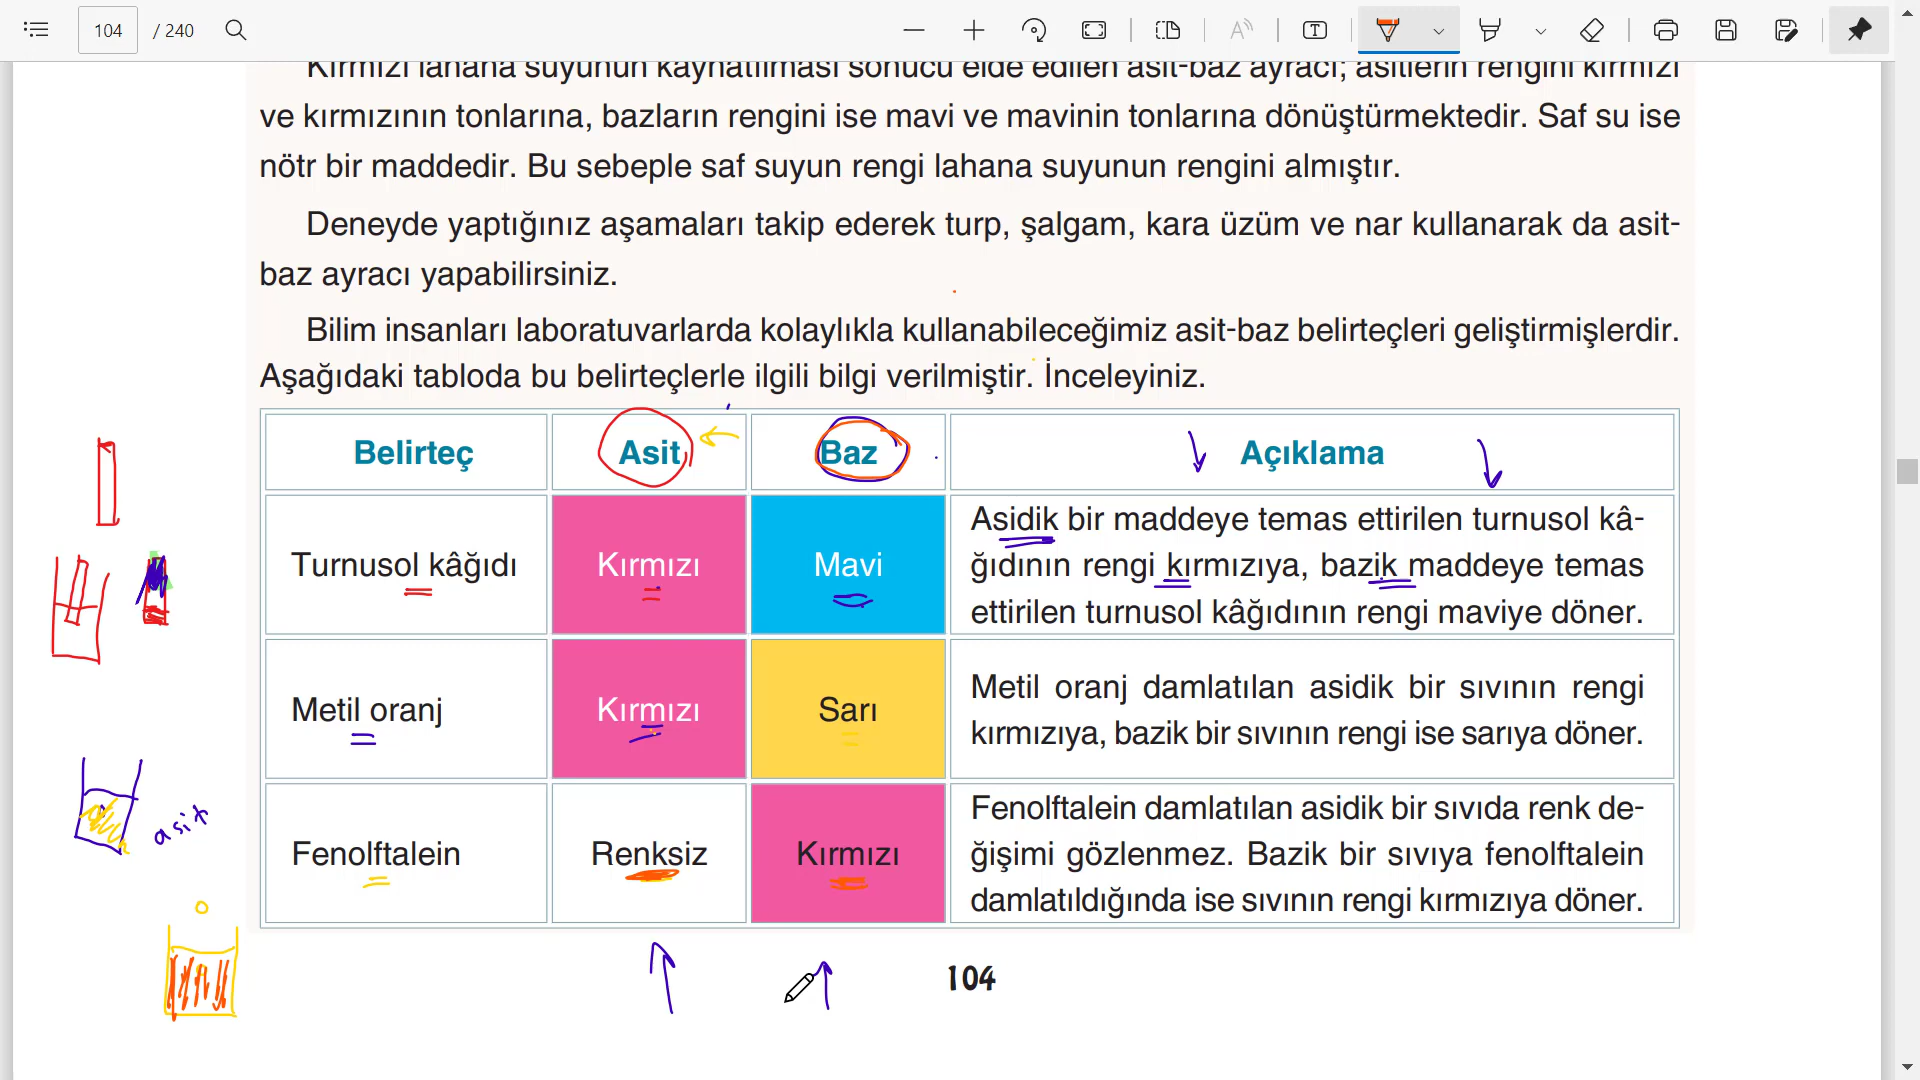 104 / 240
Kırmızı lahana suyunun kaynatılması sonucu elde edilen asit-baz ayracı; asitlerin rengini kırmızı
ve kırmızının tonlarına, bazların rengini ise mavi ve mavinin tonlarına dönüştürmektedir. Saf su ise
nötr bir maddedir. Bu sebeple saf suyun rengi lahana suyunun rengini almıştır.
Deneyde yaptığınız aşamaları takip ederek turp, şalgam, kara üzüm ve nar kullanarak da asit-
baz ayracı yapabilirsiniz.
Bilim insanları laboratuvarlarda kolaylıkla kullanabileceğimiz asit-baz belirteçleri geliştirmişlerdir.
Aşağıdaki tabloda bu belirteçlerle ilgili bilgi verilmiştir. İnceleyiniz.
Belirteç Asit Baz Açıklama
Turnusol kâğıdı Kırmızı Mavi
Asidik bir maddeye temas ettirilen turnusol kâ-
ğıdının rengi kırmızıya, bazik maddeye temas
ettirilen turnusol kâğıdının rengi maviye döner.
Metil oranj Kırmızı Sarı
Metil oranj damlatılan asidik bir sıvının rengi
kırmızıya, bazik bir sıvının rengi ise sarıya döner.
asit
Fenolftalein Renksiz Kırmızı
Fenolftalein damlatılan asidik bir sıvıda renk de-
ğişimi gözlenmez. Bazik bir sıvıya fenolftalein
damlatıldığında ise sıvının rengi kırmızıya döner.
104